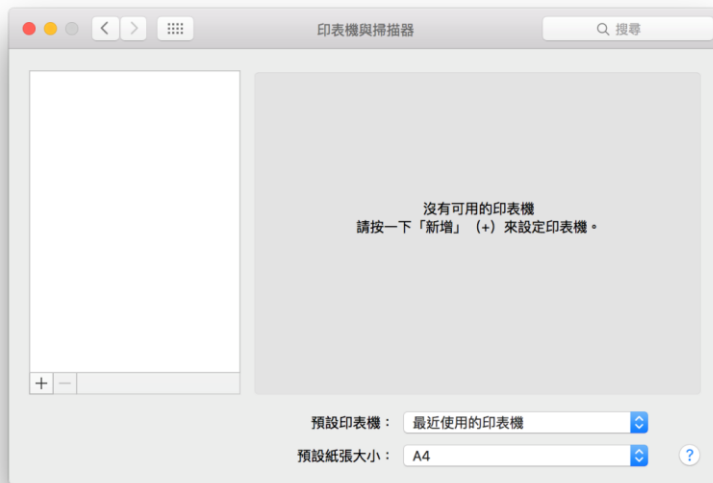 印表機與掃描器
搜尋
沒有可用的印表機
請按一下「新增」（+）來設定印表機。
+ −
預設印表機： 最近使用的印表機
預設紙張大小： A4
?